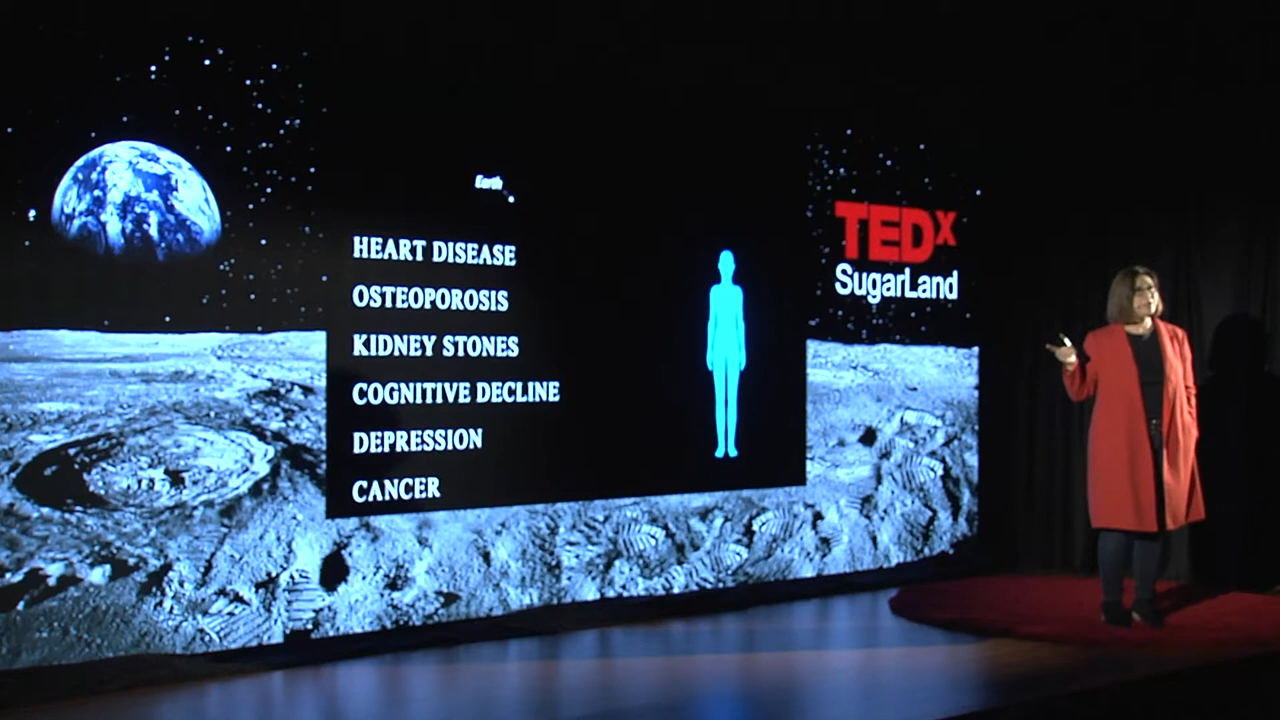 Earth
HEART DISEASE
OSTEOPOROSIS
KIDNEY STONES
COGNITIVE DECLINE
DEPRESSION
CANCER
TEDx
SugarLand